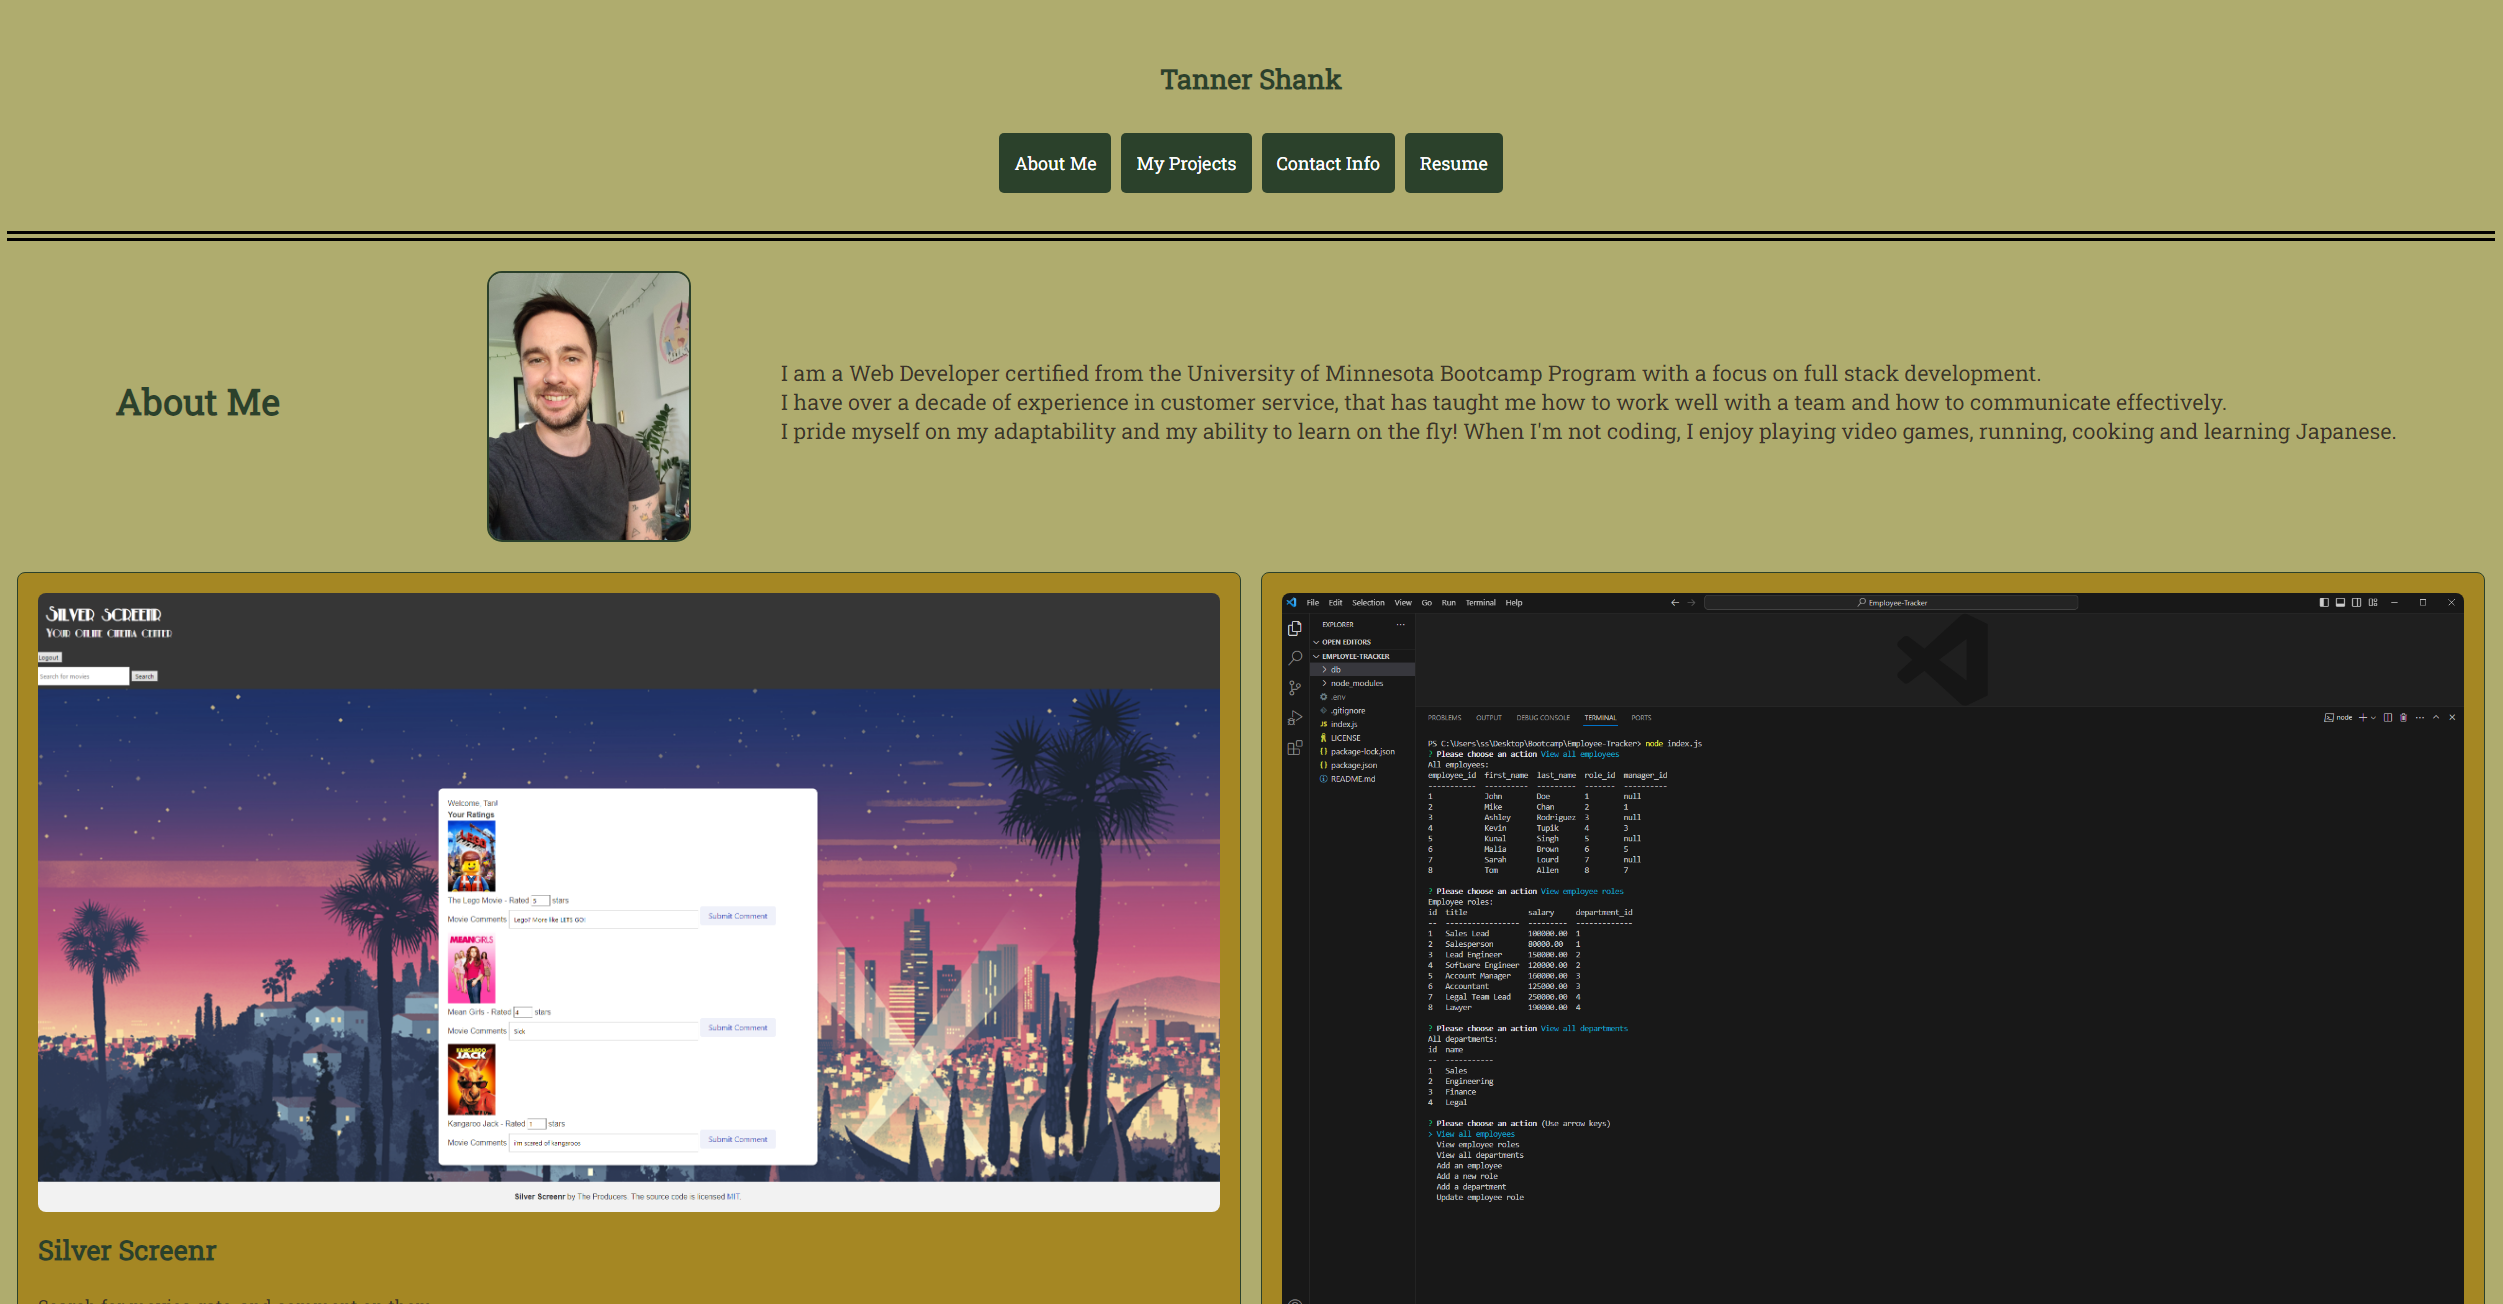 Tanner Shank
About Me
My Projects
Contact Info
Resume
About Me
I am a Web Developer certified from the University of Minnesota Bootcamp Program with a focus on full stack development.
I have over a decade of experience in customer service, that has taught me how to work well with a team and how to communicate effectively.
I pride myself on my adaptability and my ability to learn on the fly! When I'm not coding, I enjoy playing video games, running, cooking and learning Japanese.
SILVER SCREENR
YOUR ONLINE CINEMA CENTER
Logout
Search for movies
Search
Welcome, Tan!
Your Ratings
The Lego Movie - Rated 5 stars
Movie Comments Lego? More like LETS GO! Submit Comment
MEAN GIRLS
Mean Girls - Rated 4 stars
Movie Comments Sick Submit Comment
KANGAROO
JACK
Kangaroo Jack - Rated 1 stars
Movie Comments i'm scared of kangaroos Submit Comment
Silver Screenr by The Producers. The source code is licensed MIT.
Silver Screenr
Search for movies, rate, and comment on them
File Edit Selection View Go Run Terminal Help
Employee-Tracker
EXPLORER
OPEN EDITORS
EMPLOYEE-TRACKER
db
node_modules
.env
.gitignore
index.js
LICENSE
package-lock.json
package.json
README.md
PROBLEMS OUTPUT DEBUG CONSOLE TERMINAL PORTS
node
PS C:\Users\ss\Desktop\Bootcamp\Employee-Tracker> node index.js
? Please choose an action View all employees
All employees:
employee_id first_name last_name role_id manager_id
----------- ---------- --------- ------- ----------
1 John Doe 1 null
2 Mike Chan 2 1
3 Ashley Rodriguez 3 null
4 Kevin Tupik 4 3
5 Kunal Singh 5 null
6 Malia Brown 6 5
7 Sarah Lourd 7 null
8 Tom Allen 8 7
? Please choose an action View employee roles
Employee roles:
id title salary department_id
-- ----------------- --------- -------------
1 Sales Lead 100000.00 1
2 Salesperson 80000.00 1
3 Lead Engineer 150000.00 2
4 Software Engineer 120000.00 2
5 Account Manager 160000.00 3
6 Accountant 125000.00 3
7 Legal Team Lead 250000.00 4
8 Lawyer 190000.00 4
? Please choose an action View all departments
All departments:
id name
-- -----------
1 Sales
2 Engineering
3 Finance
4 Legal
? Please choose an action (Use arrow keys)
> View all employees
View employee roles
View all departments
Add an employee
Add a new role
Add a department
Update employee role